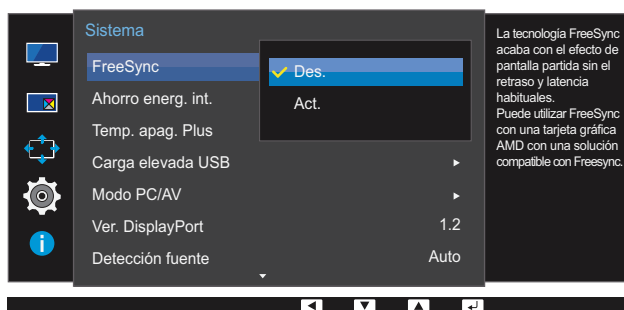 Sistema
FreeSync
Des.
Ahorro energ. int.
Act.
Temp. apag. Plus
Carga elevada USB
Modo PC/AV
Ver. DisplayPort 1.2
Detección fuente Auto
La tecnología FreeSync
acaba con el efecto de
pantalla partida sin el
retraso y latencia
habituales.
Puede utilizar FreeSync
con una tarjeta gráfica
AMD con una solución
compatible con Freesync.